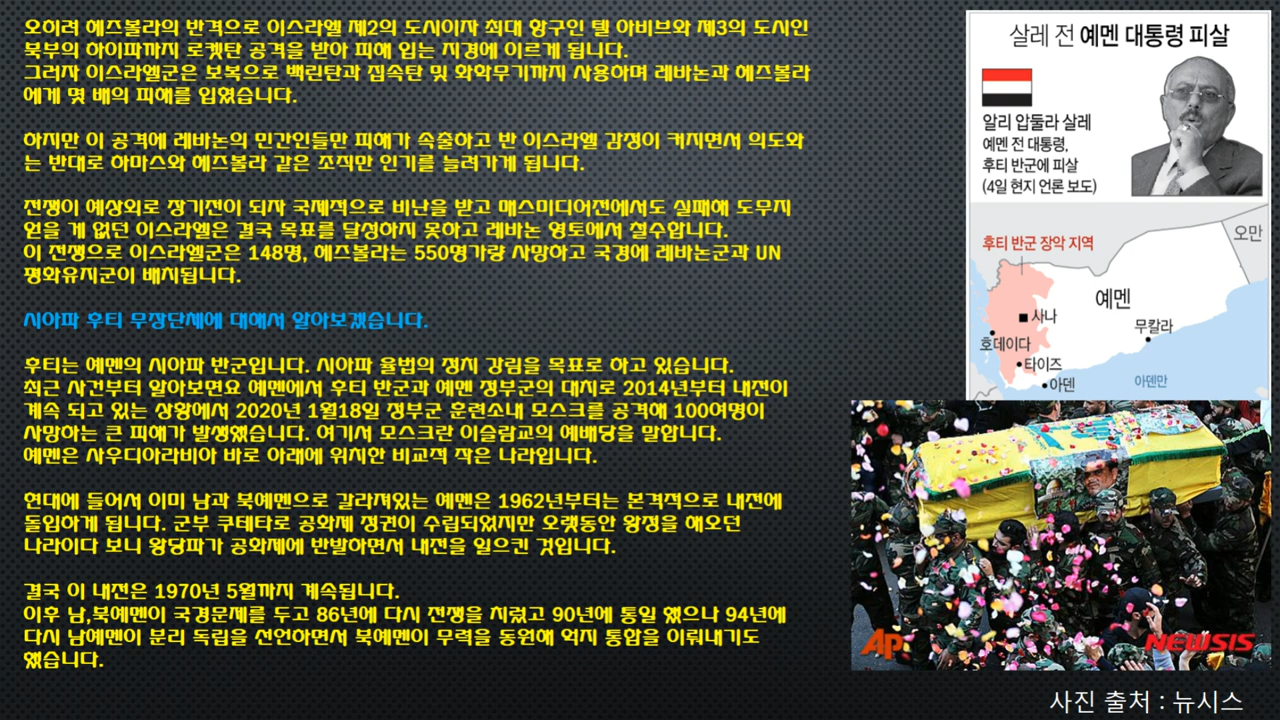 오히려 헤즈볼라의 반격으로 이스라엘 제2의 도시이자 최대 항구인 텔 아비브와 제3의 도시인
북부의 하이파까지 로켓탄 공격을 받아 피해 입는 지경에 이르게 됩니다.
그러자 이스라엘군은 보복으로 백린탄과 집속탄 및 화학무기까지 사용하며 레바논과 헤즈볼라
에게 몇 배의 피해를 입혔습니다.
하지만 이 공격에 레바논의 민간인들만 피해가 속출하고 반 이스라엘 감정이 커지면서 의도와
는 반대로 하마스와 헤즈볼라 같은 조직만 인기를 늘려가게 됩니다.
전쟁이 예상외로 장기전이 되자 국제적으로 비난을 받고 매스미디어전에서도 실패해 도무지
얻을 게 없던 이스라엘은 결국 목표를 달성하지 못하고 레바논 영토에서 철수합니다.
이 전쟁으로 이스라엘군은 148명, 헤즈볼라는 550명가량 사망하고 국경에 레바논군과 UN
평화유지군이 배치됩니다.
시아파 후티 무장단체에 대해서 알아보겠습니다.
후티는 예멘의 시아파 반군입니다. 시아파 율법의 정치 강림을 목표로 하고 있습니다.
최근 사건부터 알아보면요 예멘에서 후티 반군과 예멘 정부군의 대치로 2014년부터 내전이
계속 되고 있는 상황에서 2020년 1월18일 정부군 훈련소내 모스크를 공격해 100여명이
사망하는 큰 피해가 발생했습니다. 여기서 모스크란 이슬람교의 예배당을 말합니다.
예멘은 사우디아라비아 바로 아래에 위치한 비교적 작은 나라입니다.
현대에 들어서 이미 남과 북예멘으로 갈라져있는 예멘은 1962년부터는 본격적으로 내전에
돌입하게 됩니다. 군부 쿠테타로 공화제 정권이 수립되었지만 오랫동안 왕정을 해오던
나라이다 보니 왕당파가 공화제에 반발하면서 내전을 일으킨 것입니다.
결국 이 내전은 1970년 5월까지 계속됩니다.
이후 남,북예멘이 국경문제를 두고 86년에 다시 전쟁을 치렀고 90년에 통일 했으나 94년에
다시 남예멘이 분리 독립을 선언하면서 북예멘이 무력을 동원해 억지 통합을 이뤄내기도
했습니다.
살레 전 예멘 대통령 피살
알리 압둘라 살레
예멘 전 대통령,
후티 반군에 피살
(4일 현지 언론 보도)
후티 반군 장악 지역
오만
예멘
사나
무칼라
호데이다
타이즈
아덴
아덴만
AP
NEWSIS
사진 출처 : 뉴시스